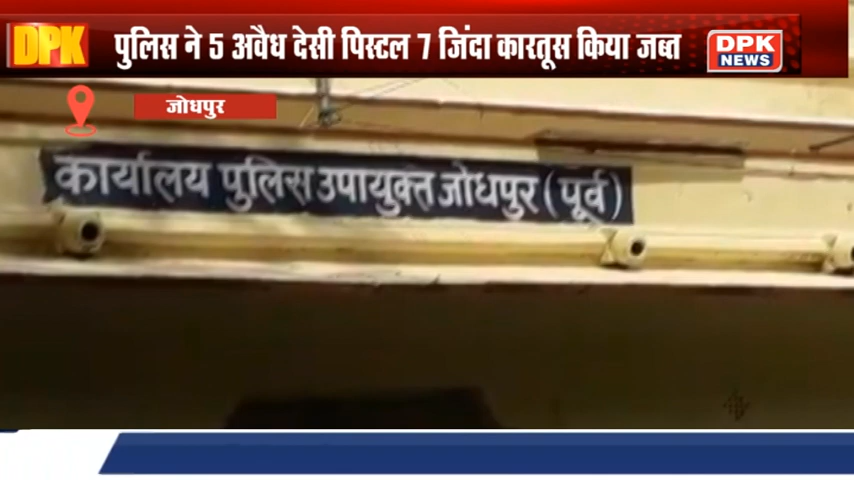 DPK
पुलिस ने 5 अवैध देसी पिस्टल 7 जिंदा कारतूस किया जब्त
DPK
NEWS
जोधपुर
कार्यालय पुलिस उपायुक्त जोधपुर (पूर्व)